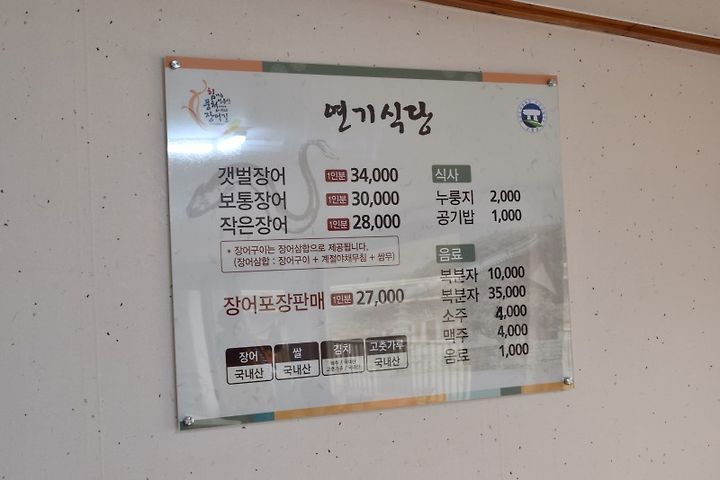 힘
풍천
장어길
연기식당
갯벌장어 1인분 34,000
보통장어 1인분 30,000
작은장어 1인분 28,000
* 장어구이는 장어삼합으로 제공됩니다.
(장어삼합 : 장어구이 + 계절야채무침 + 쌈무)
장어포장판매 1인분 27,000
장어 국내산
쌀 국내산
김치
고춧가루 국내산
식사
누룽지 2,000
공기밥 1,000
음료
복분자 10,000
복분자 35,000
소주 4,000
맥주 4,000
음료 1,000